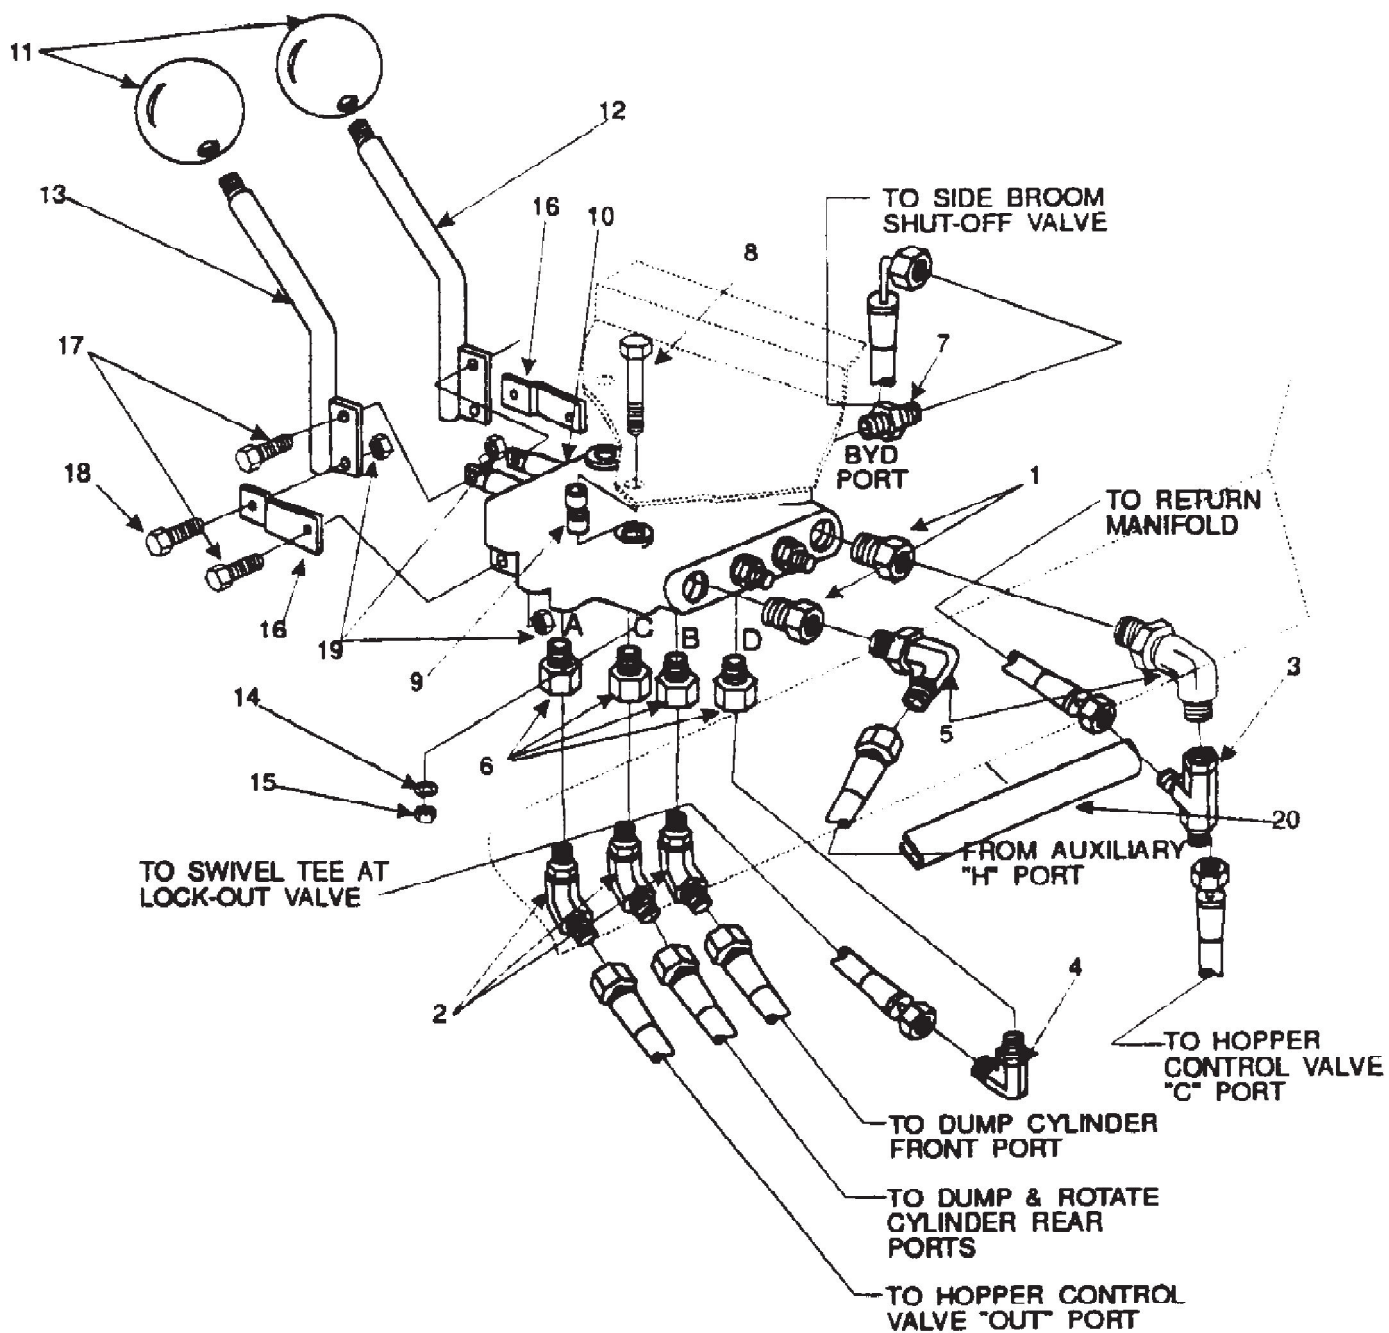 11
12
13
16
10
TO SIDE BROOM
SHUT-OFF VALVE
8
17
7
BYD
PORT
18
1
TO RETURN
MANIFOLD
16
19
9
A
C
B
D
3
14
6
5
15
20
TO SWIVEL TEE AT
LOCK-OUT VALVE
FROM AUXILIARY
"H" PORT
2
4
TO HOPPER
CONTROL VALVE
"C" PORT
TO DUMP CYLINDER
FRONT PORT
TO DUMP & ROTATE
CYLINDER REAR
PORTS
TO HOPPER CONTROL
VALVE "OUT" PORT